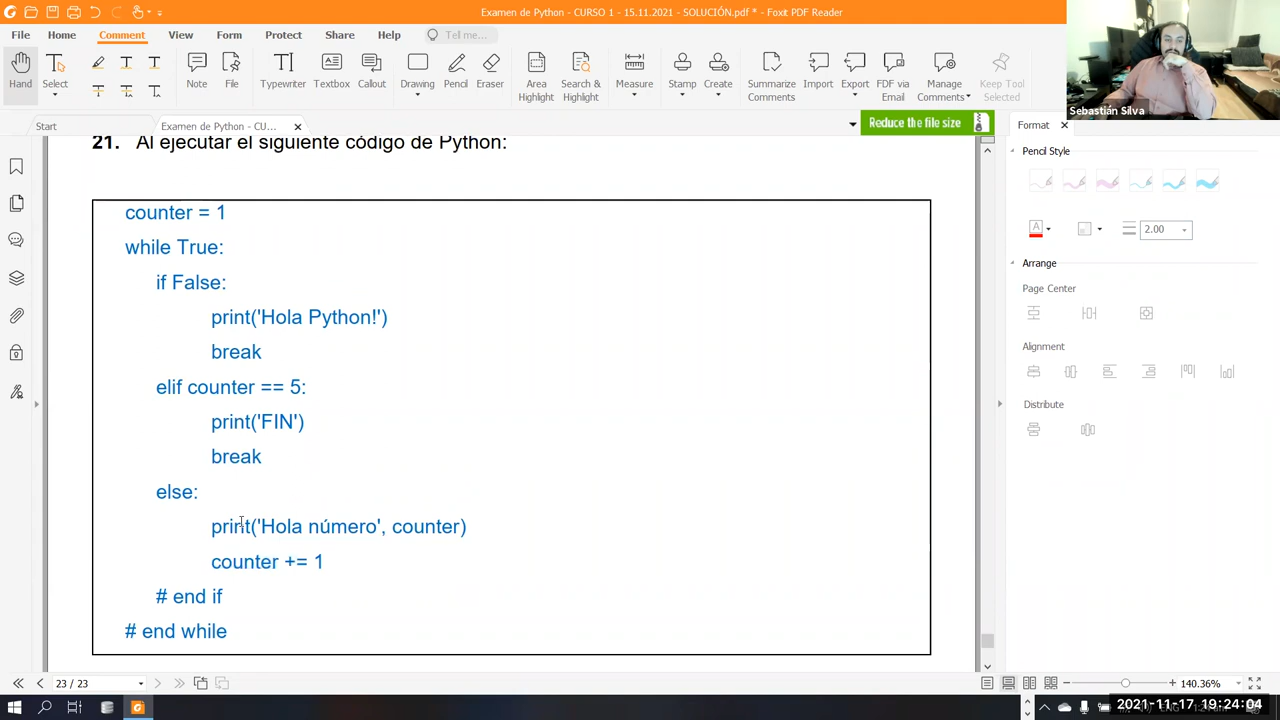 Examen de Python - CURSO 1 - 15.11.2021 - SOLUCIÓN.pdf * - Foxit PDF Reader
File Home Comment View Form Protect Share Help Tell me...
Hand Select Note File Typewriter Textbox Callout Drawing Pencil Eraser Area Highlight Search & Highlight Measure Stamp Create Summarize Comments Import Export FDF via Email Manage Comments Keep Tool Selected
Sebastián Silva
Start Examen de Python - CU... Reduce the file size
Format
Pencil Style
2.00
Arrange
Page Center
Alignment
Distribute
21. Al ejecutar el siguiente código de Python:
counter = 1
while True:
if False:
print('Hola Python!')
break
elif counter == 5:
print('FIN')
break
else:
print('Hola número', counter)
counter += 1
# end if
# end while
23 / 23
140.36%
2021-11-17 19:24:04